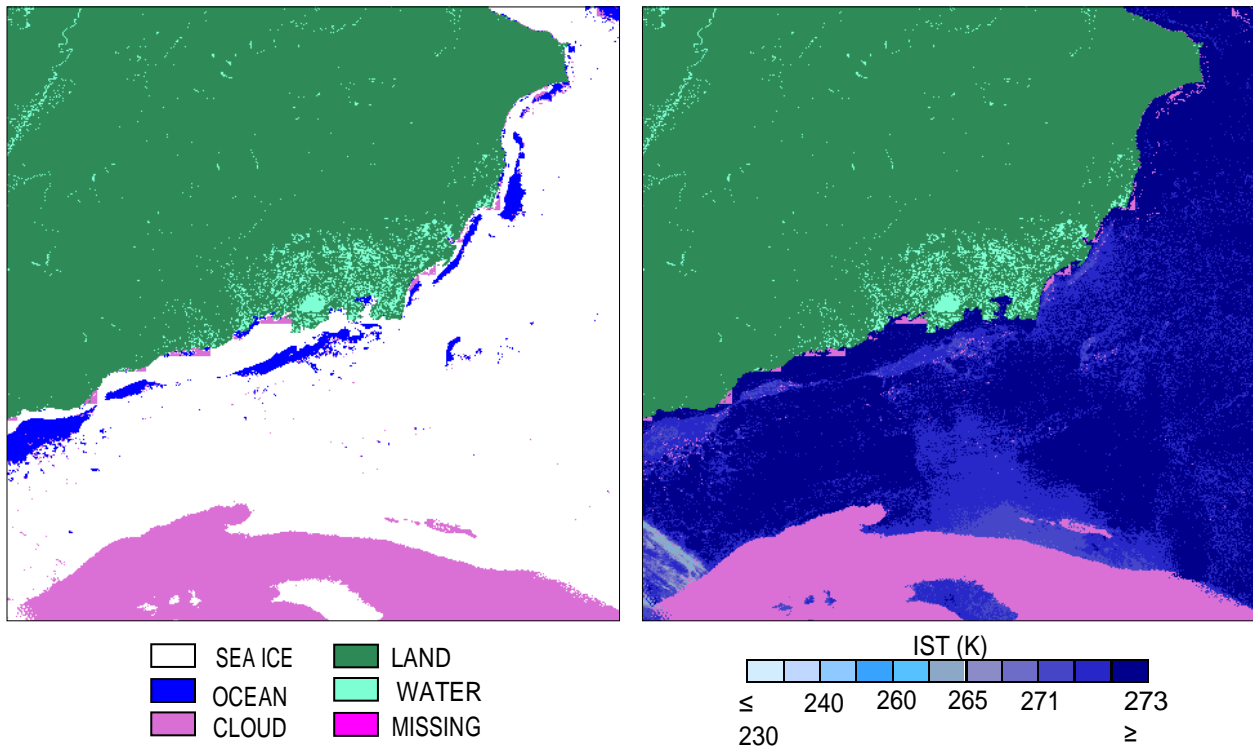 SEA ICE
LAND
OCEAN
WATER
CLOUD
MISSING
IST (K)
≤ 240 260 265 271 273
230 ≥